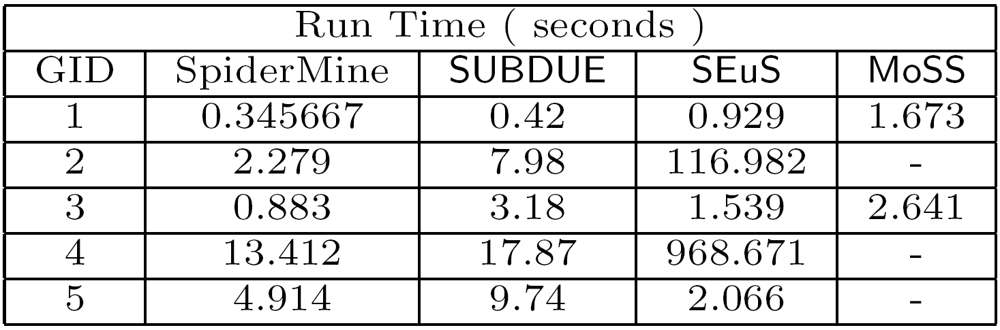 Run Time ( seconds )
GID SpiderMine SUBDUE SEuS MoSS
1 0.345667 0.42 0.929 1.673
2 2.279 7.98 116.982 -
3 0.883 3.18 1.539 2.641
4 13.412 17.87 968.671 -
5 4.914 9.74 2.066 -